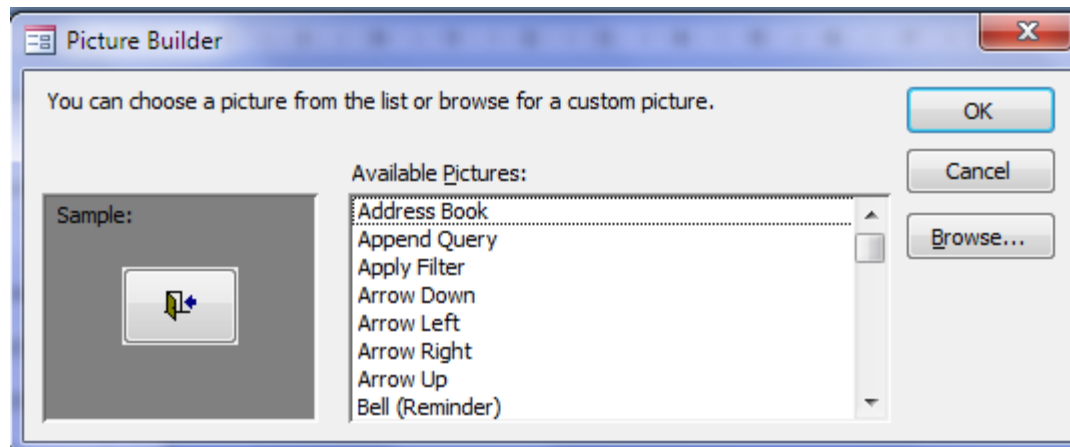 Picture Builder
You can choose a picture from the list or browse for a custom picture.
OK
Cancel
Browse...
Sample:
Available Pictures:
Address Book
Append Query
Apply Filter
Arrow Down
Arrow Left
Arrow Right
Arrow Up
Bell (Reminder)